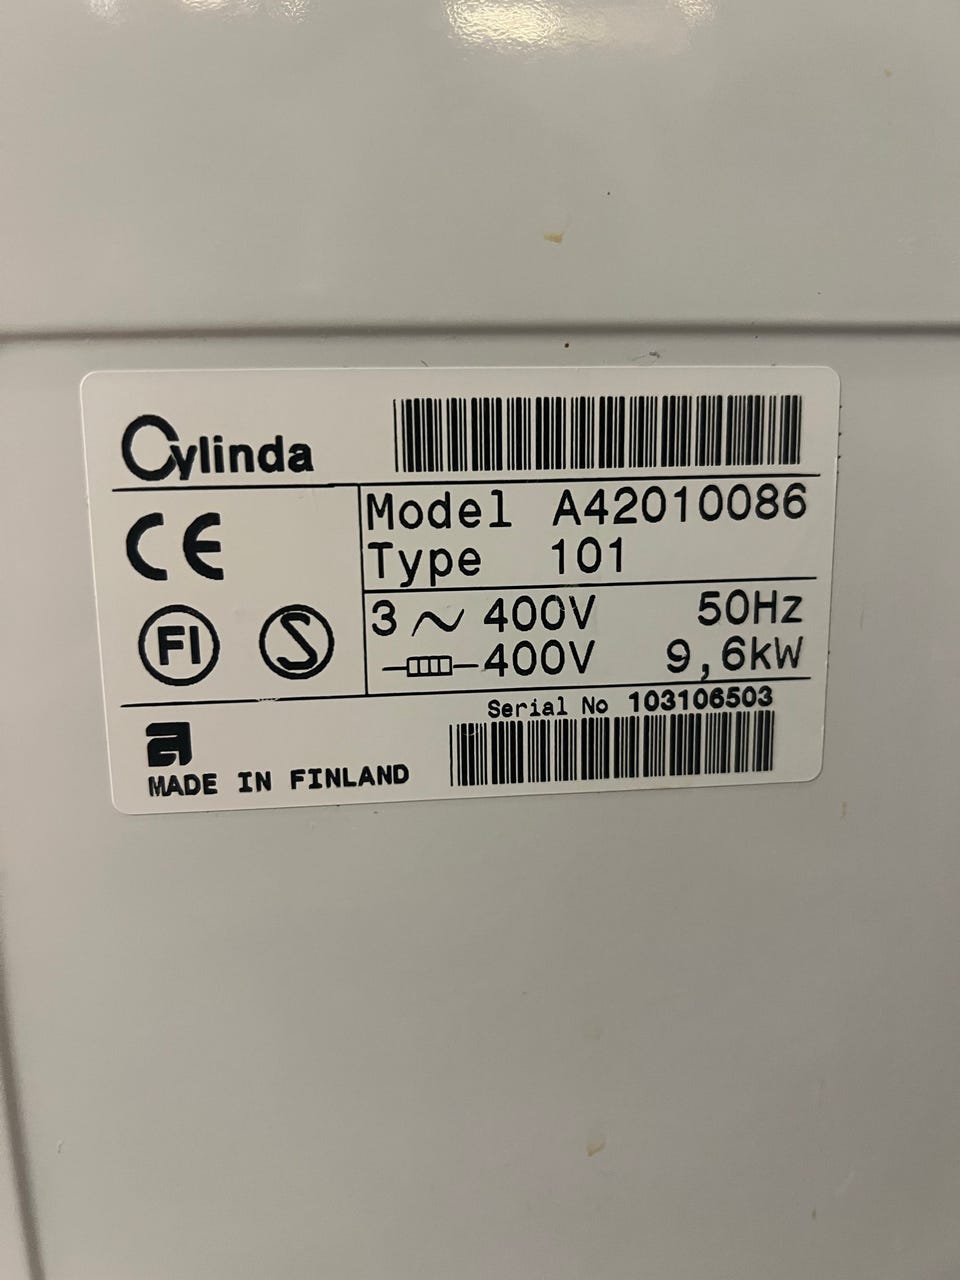 Cylinda
Model A42010086
Type 101
CE
3 ~ 400V 50Hz
400V 9,6kW
FI S
Serial No 103106503
a
MADE IN FINLAND